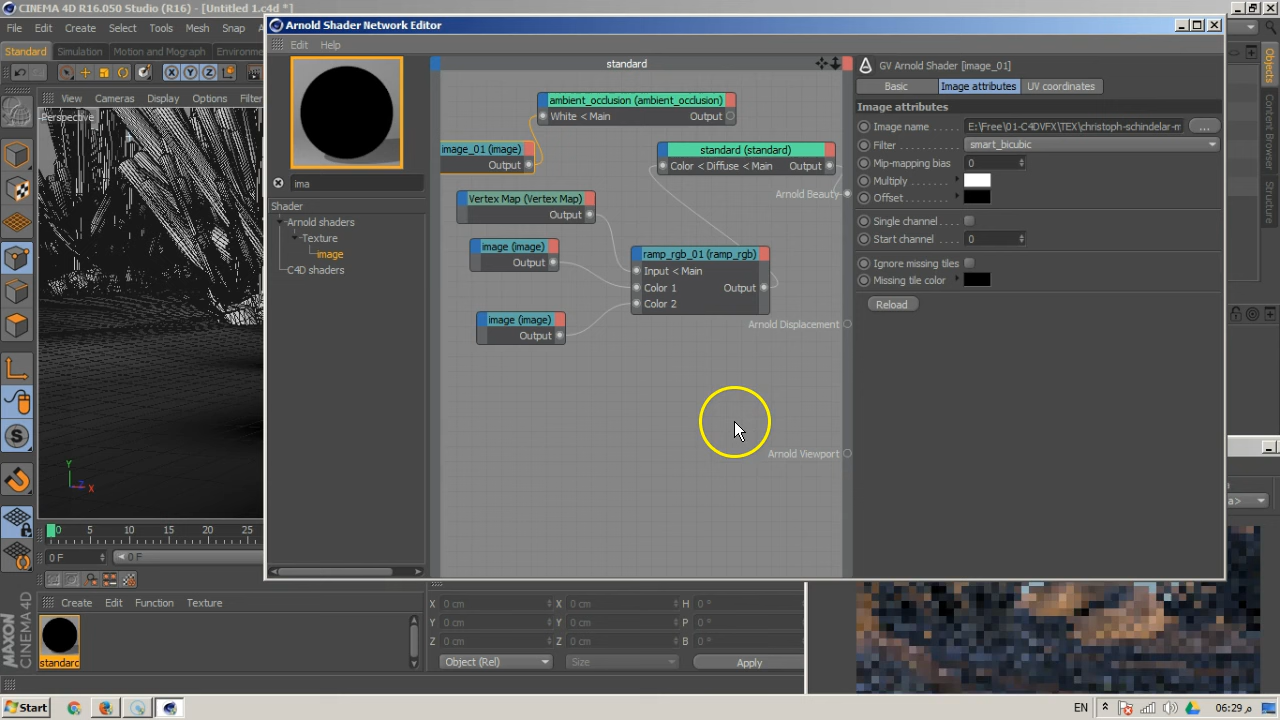 CINEMA 4D R16.050 Studio (R16) - [Untitled 1.c4d *]
File Edit Create Select Tools Mesh Snap
Standard Simulation Motion and Mograph
View Cameras Display Options Filter
Perspective
Y
X
0 5 10 15 20 25
0 F
0 F
Create Edit Function Texture
standard
MAXON
CINEMA 4D
Arnold Shader Network Editor
Edit Help
ima
Shader
Arnold shaders
Texture
image
C4D shaders
standard
ambient_occlusion (ambient_occlusion)
White < Main Output
image_01 (image)
Output
standard (standard)
Color < Diffuse < Main Output
Arnold Beauty
Vertex Map (Vertex Map)
Output
image (image)
Output
ramp_rgb_01 (ramp_rgb)
Input < Main
Color 1 Output
Color 2
image (image)
Output
Arnold Displacement
Arnold Viewport
GV Arnold Shader [image_01]
Basic Image attributes UV coordinates
Image attributes
Image name E:\Free\01-C4DVFX\TEX\christoph-schindelar-m ...
Filter smart_bicubic
Mip-mapping bias 0
Multiply
Offset
Single channel
Start channel 0
Ignore missing tiles
Missing tile color
Reload
Objects
Content Browser
X 0 cm X 0 cm H 0 °
Y 0 cm Y 0 cm P 0 °
Z 0 cm Z 0 cm B 0 °
Object (Rel) Size Apply
a>
Start EN 06:29 م